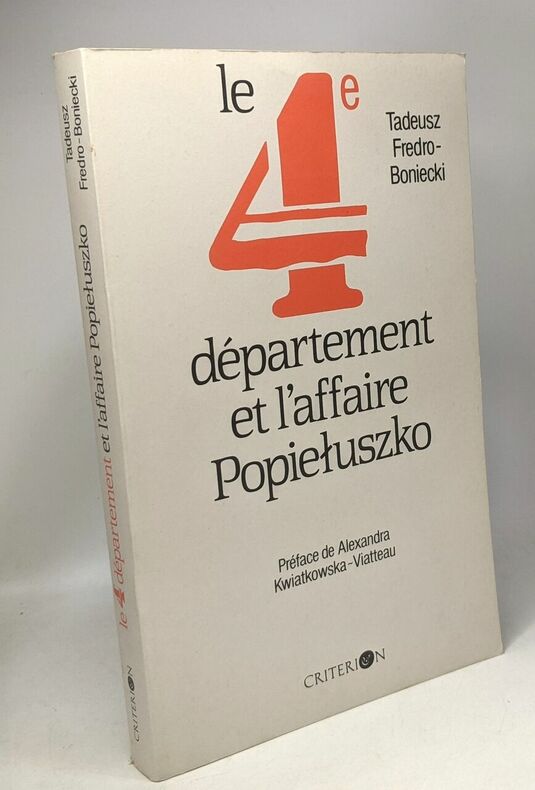 le 4e
Tadeusz
Fredro-
Boniecki
département
et l'affaire
Popiełuszko
Préface de Alexandra
Kwiatkowska-Viatteau
CRITERION
Tadeusz
Fredro-Boniecki
le 4 département et l'affaire Popiełuszko
CRITERION